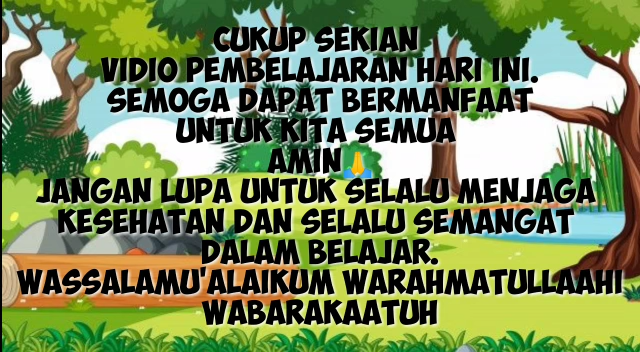 CUKUP SEKIAN
VIDIO PEMBELAJARAN HARI INI.
SEMOGA DAPAT BERMANFAAT
UNTUK KITA SEMUA
AMIN🙏
JANGAN LUPA UNTUK SELALU MENJAGA
KESEHATAN DAN SELALU SEMANGAT
DALAM BELAJAR.
WASSALAMU'ALAIKUM WARAHMATULLAAHI
WABARAKAATUH